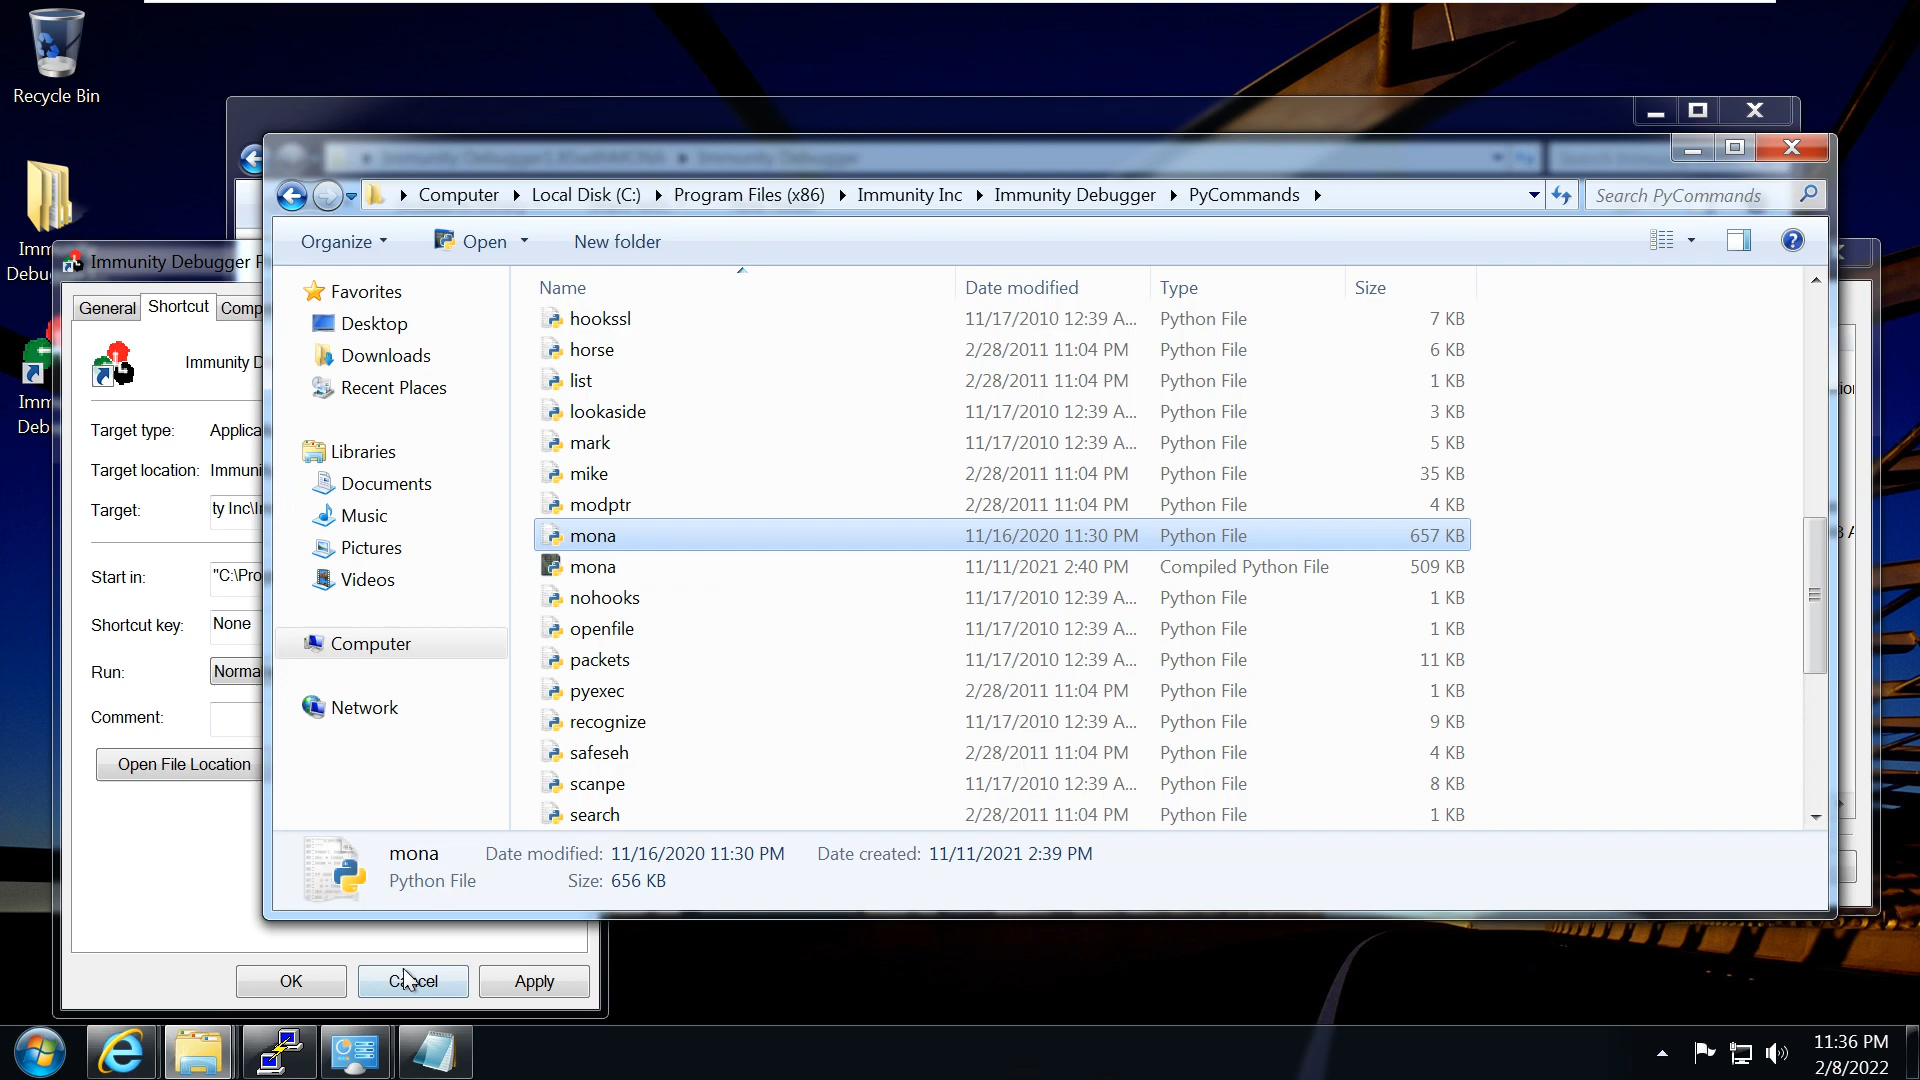 Recycle Bin
Imm
Debu
Imm
Deb
Immunity Debugger P
General
Shortcut
Comp
Immunity D
Target type:
Applica
Target location:
Immuni
Target:
ty Inc\I
Start in:
"C:\Pro
Shortcut key:
None
Run:
Norma
Comment:
Open File Location
OK
Cancel
Apply
Computer
Local Disk (C:)
Program Files (x86)
Immunity Inc
Immunity Debugger
PyCommands
Search PyCommands
Organize
Open
New folder
Favorites
Desktop
Downloads
Recent Places
Libraries
Documents
Music
Pictures
Videos
Computer
Network
Name Date modified Type Size
hookssl 11/17/2010 12:39 A... Python File 7 KB
horse 2/28/2011 11:04 PM Python File 6 KB
list 2/28/2011 11:04 PM Python File 1 KB
lookaside 11/17/2010 12:39 A... Python File 3 KB
mark 11/17/2010 12:39 A... Python File 5 KB
mike 2/28/2011 11:04 PM Python File 35 KB
modptr 2/28/2011 11:04 PM Python File 4 KB
mona 11/16/2020 11:30 PM Python File 657 KB
mona 11/11/2021 2:40 PM Compiled Python File 509 KB
nohooks 11/17/2010 12:39 A... Python File 1 KB
openfile 11/17/2010 12:39 A... Python File 1 KB
packets 11/17/2010 12:39 A... Python File 11 KB
pyexec 2/28/2011 11:04 PM Python File 1 KB
recognize 11/17/2010 12:39 A... Python File 9 KB
safeseh 2/28/2011 11:04 PM Python File 4 KB
scanpe 11/17/2010 12:39 A... Python File 8 KB
search 2/28/2011 11:04 PM Python File 1 KB
mona Date modified: 11/16/2020 11:30 PM Date created: 11/11/2021 2:39 PM
Python File Size: 656 KB
11:36 PM
2/8/2022